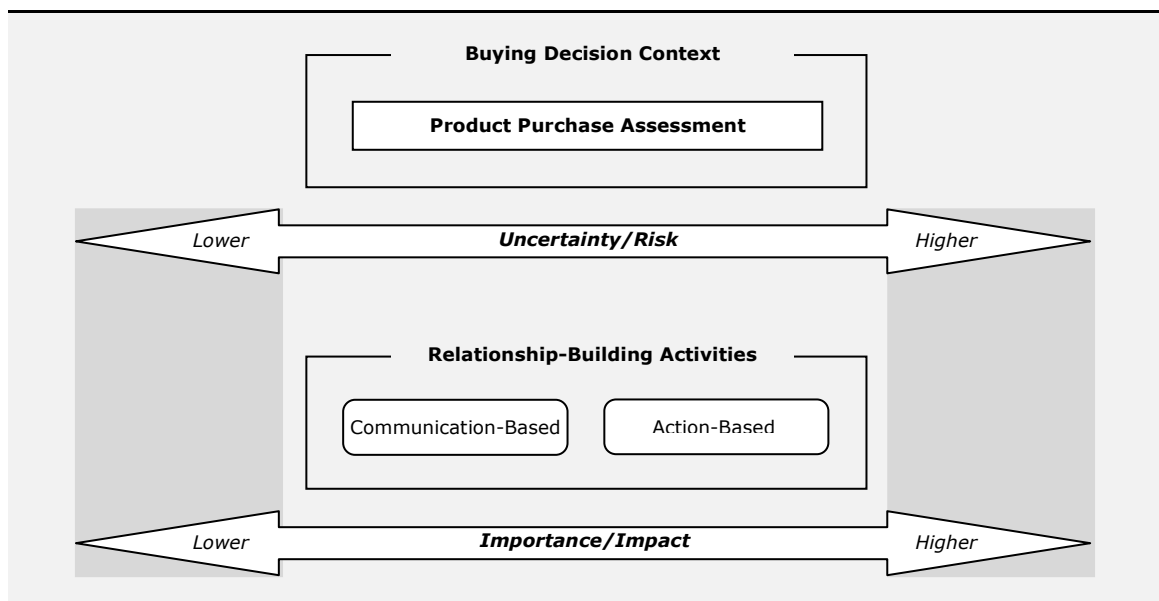 Buying Decision Context
Product Purchase Assessment
Lower Uncertainty/Risk Higher
Relationship-Building Activities
Communication-Based Action-Based
Lower Importance/Impact Higher